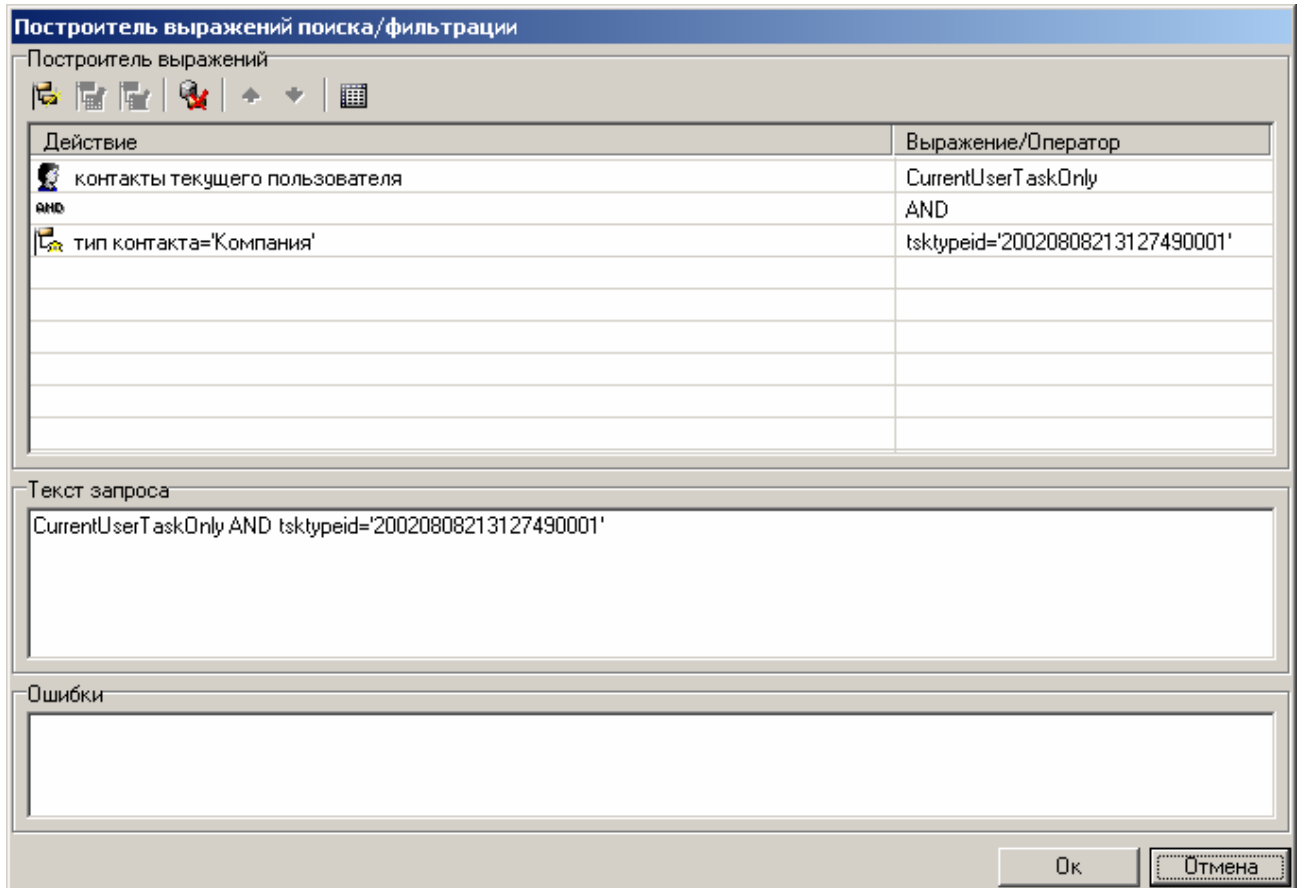 Построитель выражений поиска/фильтрации
Построитель выражений
Действие Выражение/Оператор
контакты текущего пользователя CurrentUserTaskOnly
AND AND
тип контакта='Компания' tsktypeid='20020808213127490001'
Текст запроса
CurrentUserTaskOnly AND tsktypeid='20020808213127490001'
Ошибки
Ок Отмена